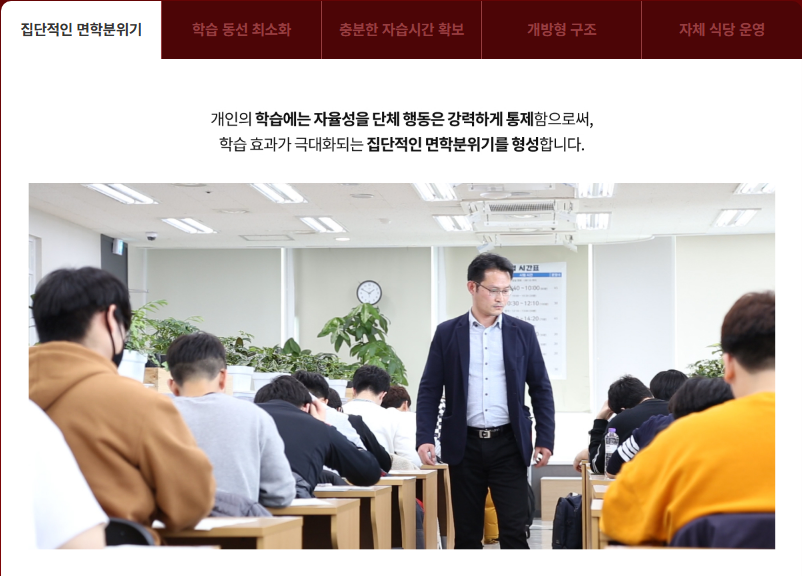 집단적인 면학분위기
학습 동선 최소화
충분한 자습시간 확보
개방형 구조
자체 식당 운영
개인의 학습에는 자율성을 단체 행동은 강력하게 통제함으로써,
학습 효과가 극대화되는 집단적인 면학분위기를 형성합니다.
시간표